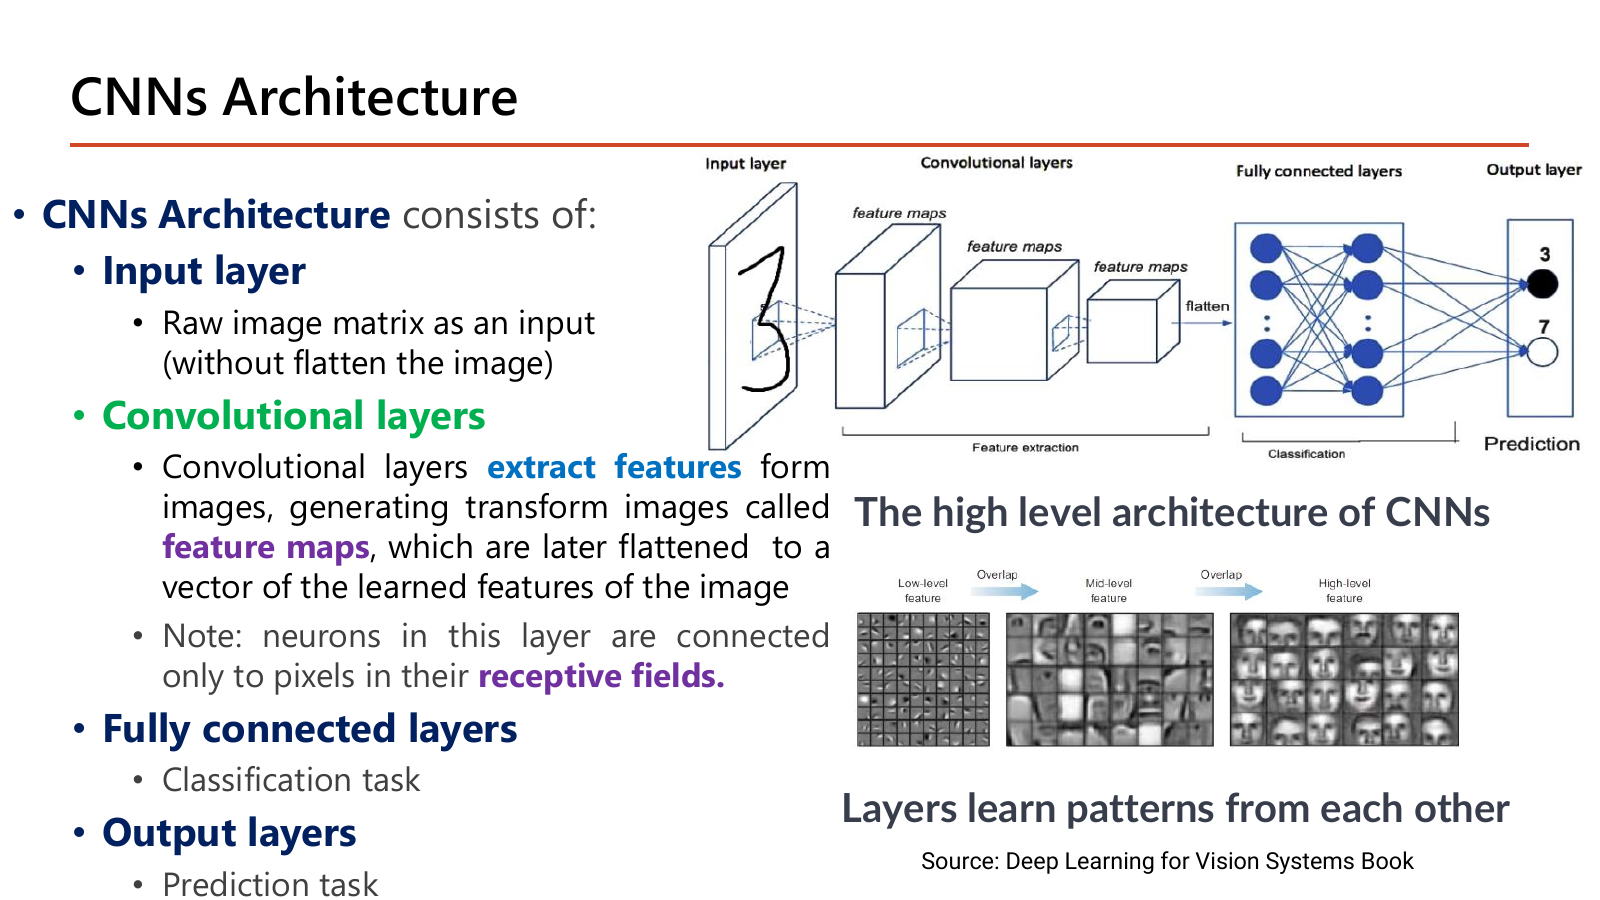 CNNs Architecture
• CNNs Architecture consists of:
• Input layer
• Raw image matrix as an input
(without flatten the image)
• Convolutional layers
• Convolutional layers extract features form
images, generating transform images called
feature maps, which are later flattened to a
vector of the learned features of the image
• Note: neurons in this layer are connected
only to pixels in their receptive fields.
• Fully connected layers
• Classification task
• Output layers
• Prediction task
Input layer
Convolutional layers
Fully connected layers
Output layer
feature maps
feature maps
feature maps
flatten
3
7
Feature extraction
Classification
Prediction
The high level architecture of CNNs
Low-level
feature
Overlap
Mid-level
feature
Overlap
High-level
feature
Layers learn patterns from each other
Source: Deep Learning for Vision Systems Book